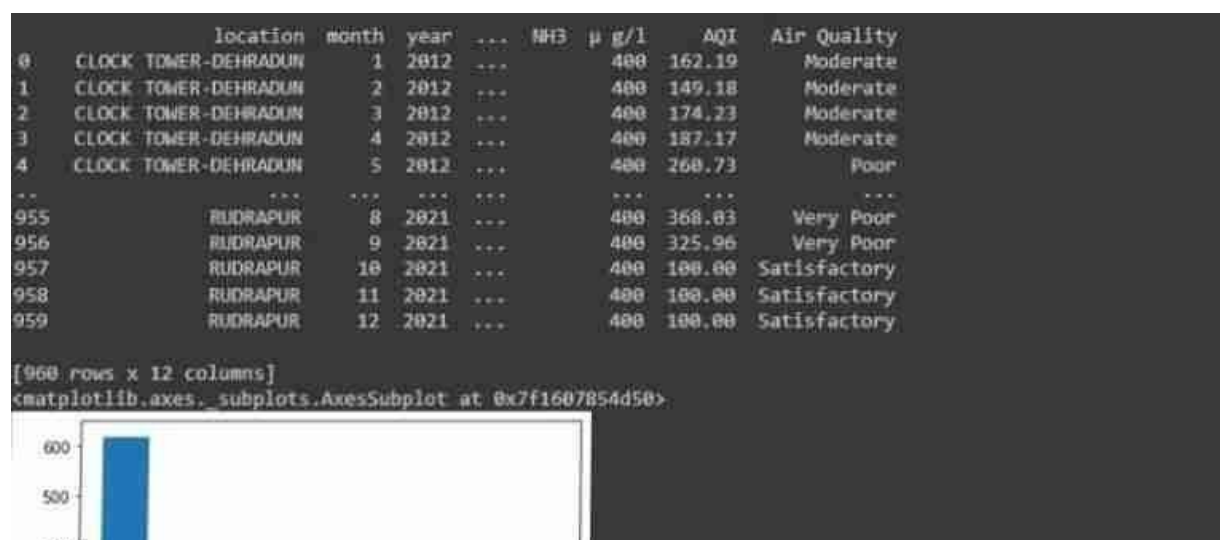 location month year ... NH3 µ g/l AQI Air Quality
0 CLOCK TOWER-DEHRADUN 1 2012 ... 400 162.19 Moderate
1 CLOCK TOWER-DEHRADUN 2 2012 ... 400 149.18 Moderate
2 CLOCK TOWER-DEHRADUN 3 2012 ... 400 174.23 Moderate
3 CLOCK TOWER-DEHRADUN 4 2012 ... 400 187.17 Moderate
4 CLOCK TOWER-DEHRADUN 5 2012 ... 400 260.73 Poor
.. ... ... ... ... ... ... ...
955 RUDRAPUR 8 2021 ... 400 368.03 Very Poor
956 RUDRAPUR 9 2021 ... 400 325.96 Very Poor
957 RUDRAPUR 10 2021 ... 400 100.00 Satisfactory
958 RUDRAPUR 11 2021 ... 400 100.00 Satisfactory
959 RUDRAPUR 12 2021 ... 400 100.00 Satisfactory
[960 rows x 12 columns]
<matplotlib.axes._subplots.AxesSubplot at 0x7f1607854d50>
600
500